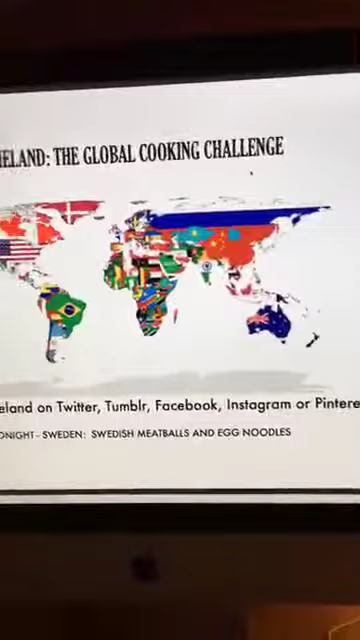 ELAND: THE GLOBAL COOKING CHALLENGE
eland on Twitter, Tumblr, Facebook, Instagram or Pintere
ONIGHT - SWEDEN: SWEDISH MEATBALLS AND EGG NOODLES